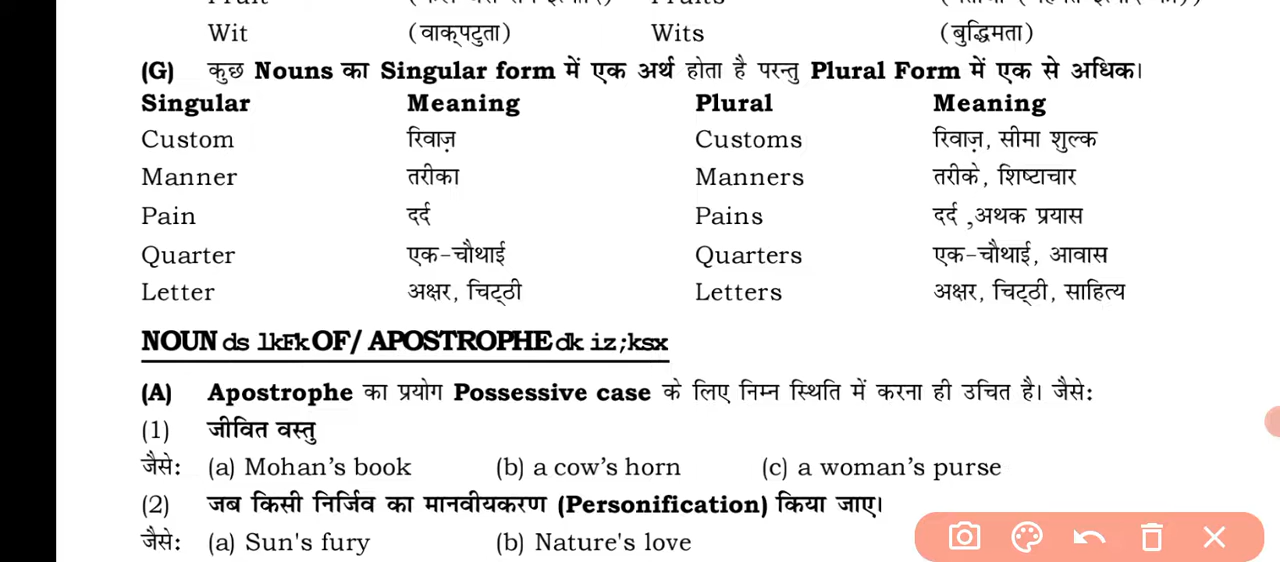 Wit (वाक्पटुता) Wits (बुद्धिमता)
(G) कुछ Nouns का Singular form में एक अर्थ होता है परन्तु Plural Form में एक से अधिक।
Singular Meaning Plural Meaning
Custom रिवाज़ Customs रिवाज़, सीमा शुल्क
Manner तरीका Manners तरीके, शिष्टाचार
Pain दर्द Pains दर्द ,अथक प्रयास
Quarter एक-चौथाई Quarters एक-चौथाई, आवास
Letter अक्षर, चिट्ठी Letters अक्षर, चिट्ठी, साहित्य
NOUN ds lkFk OF/ APOSTROPHE dk iz;ksx
(A) Apostrophe का प्रयोग Possessive case के लिए निम्न स्थिति में करना ही उचित है। जैसे:
(1) जीवित वस्तु
जैसे: (a) Mohan’s book (b) a cow’s horn (c) a woman’s purse
(2) जब किसी निर्जिव का मानवीयकरण (Personification) किया जाए।
जैसे: (a) Sun's fury (b) Nature's love